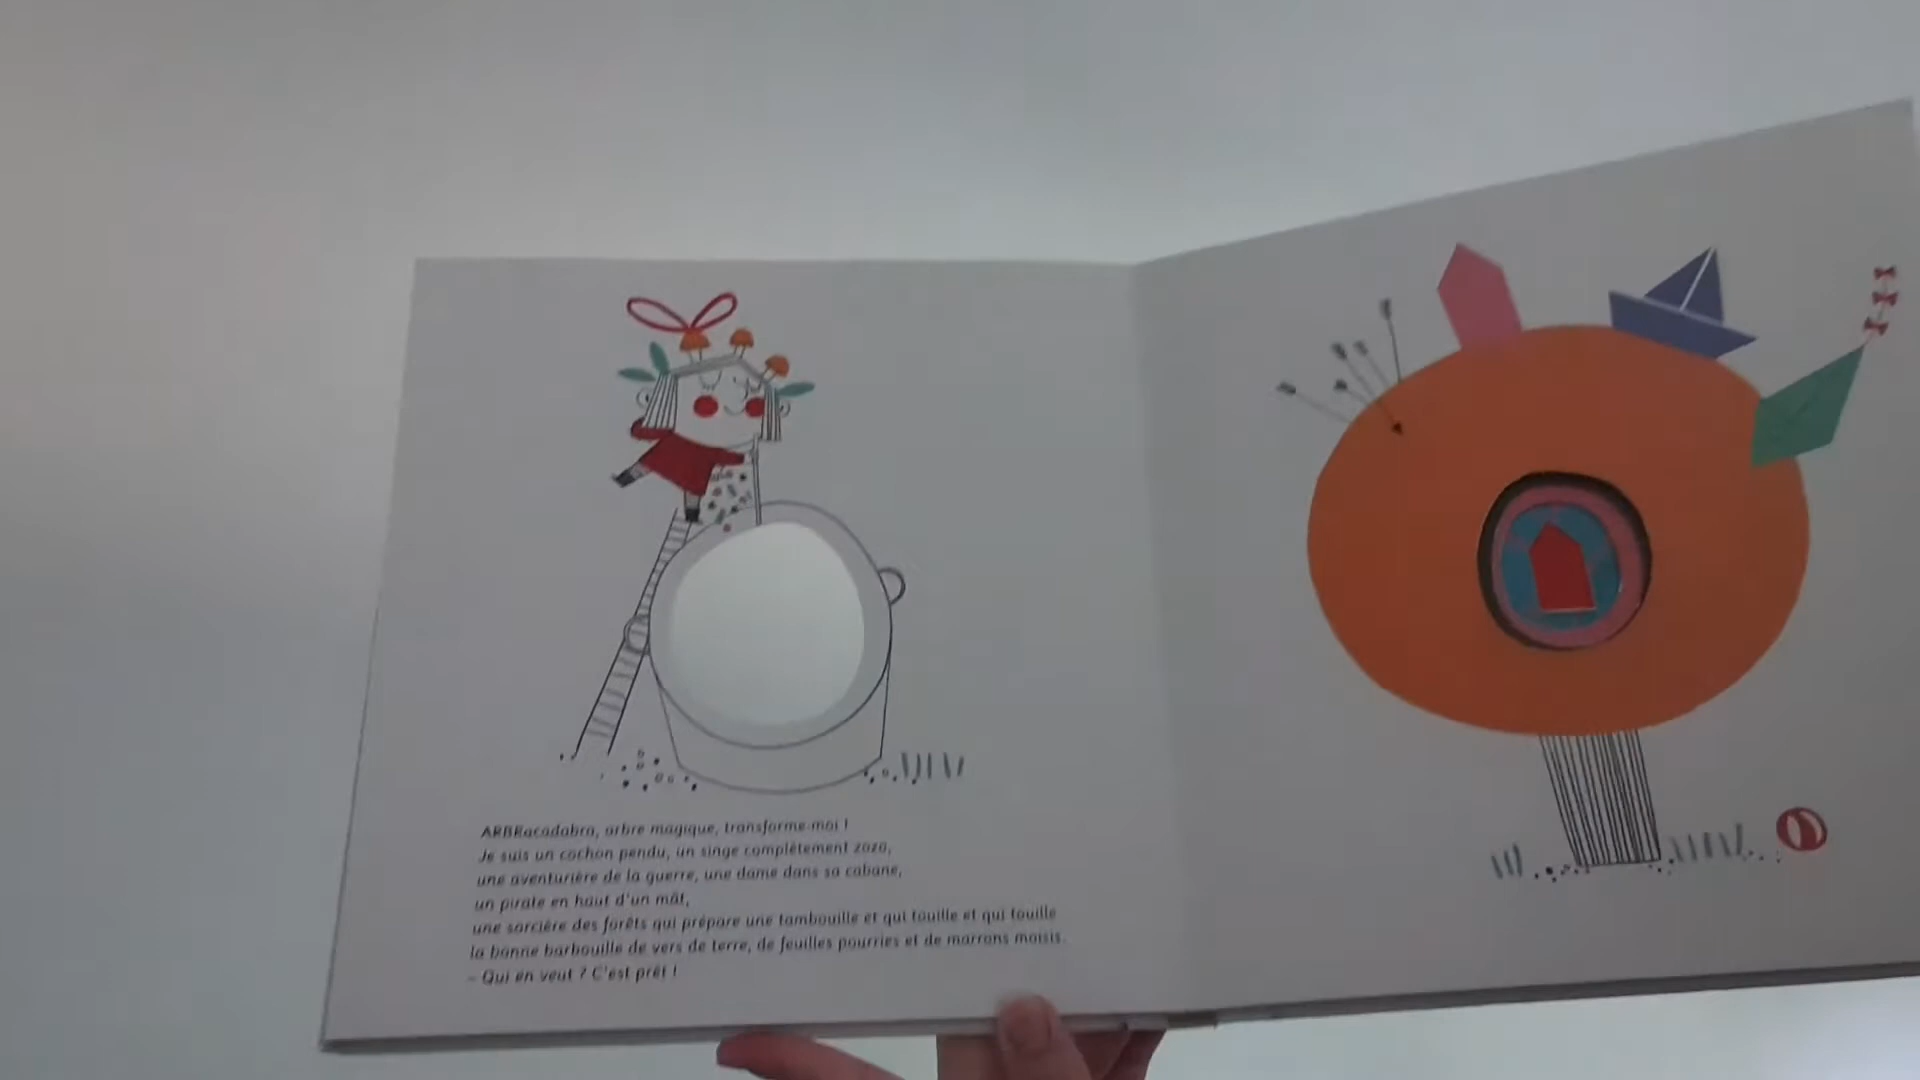 ARBRacadabra, arbre magique, transforme-moi !
Je suis un cochon pendu, un singe complètement zozo,
une aventurière de la guerre, une dame dans sa cabane,
un pirate en haut d'un mât,
une sorcière des forêts qui prépare une tambouille et qui touille et qui touille
la bonne barbouille de vers de terre, de feuilles pourries et de marrons moisis.
– Qui en veut ? C'est prêt !